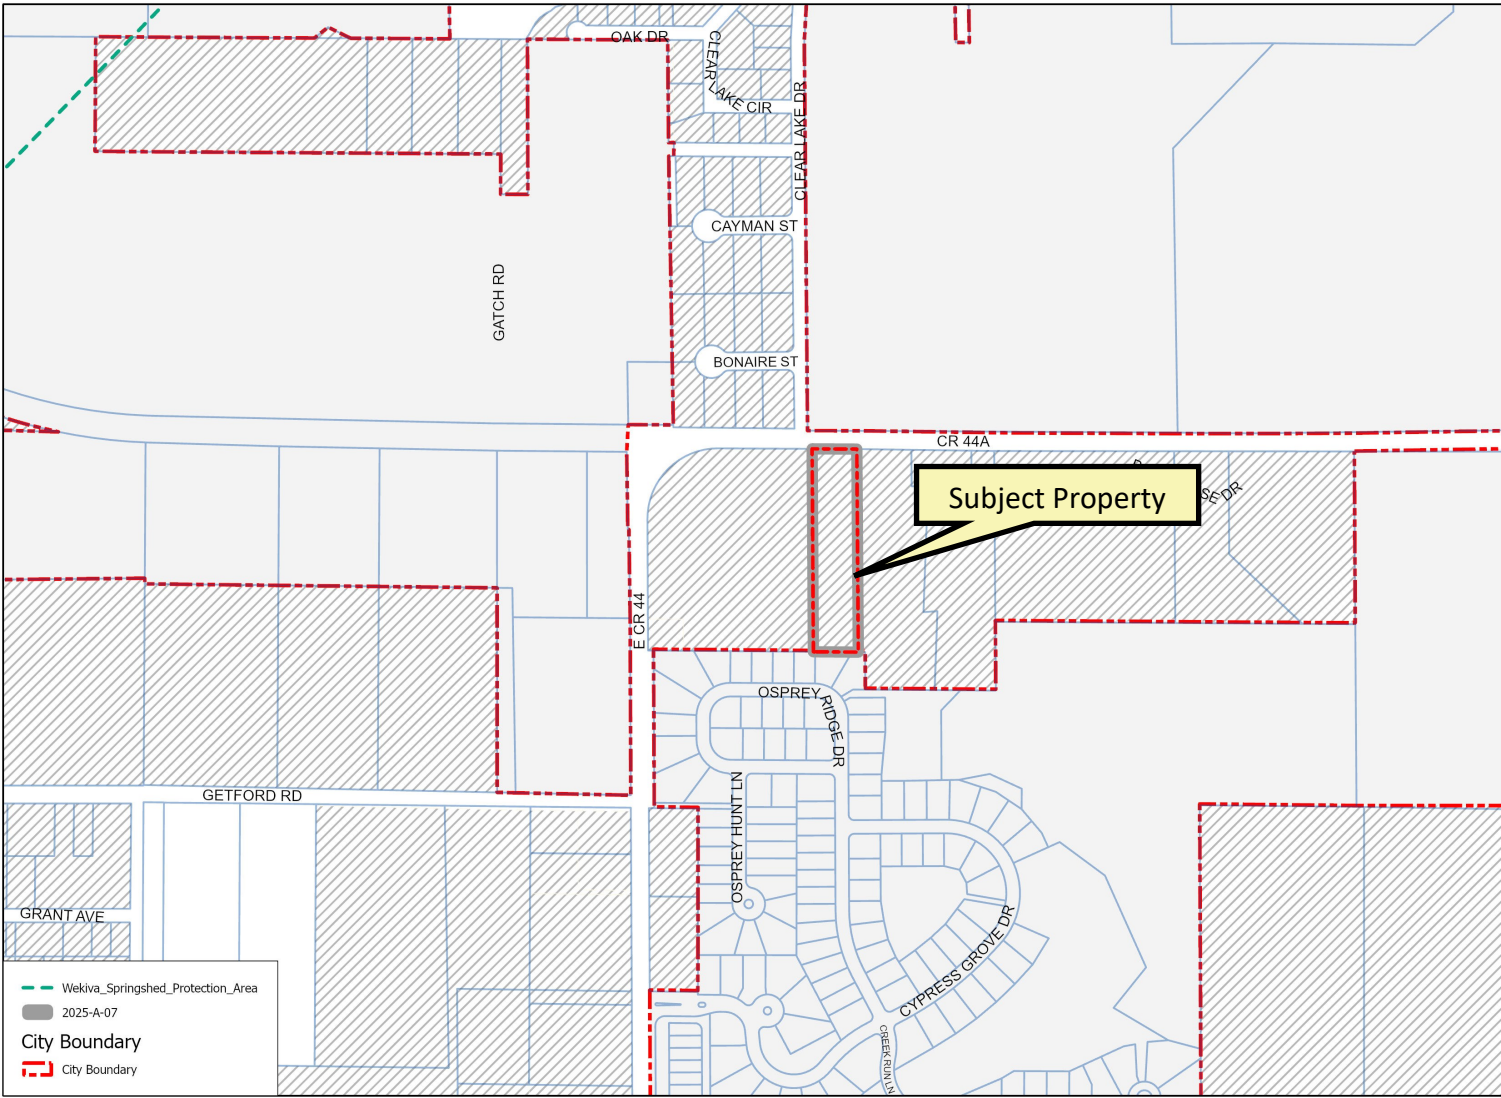 OAK DR
CLEAR LAKE CIR
CLEAR LAKE DR
CAYMAN ST
GATCH RD
BONAIRE ST
CR 44A
SE DR
Subject Property
E CR 44
OSPREY RIDGE DR
OSPREY HUNT LN
GETFORD RD
GRANT AVE
CYPRESS GROVE DR
CREEK RUN LN
Wekiva_Springshed_Protection_Area
2025-A-07
City Boundary
City Boundary